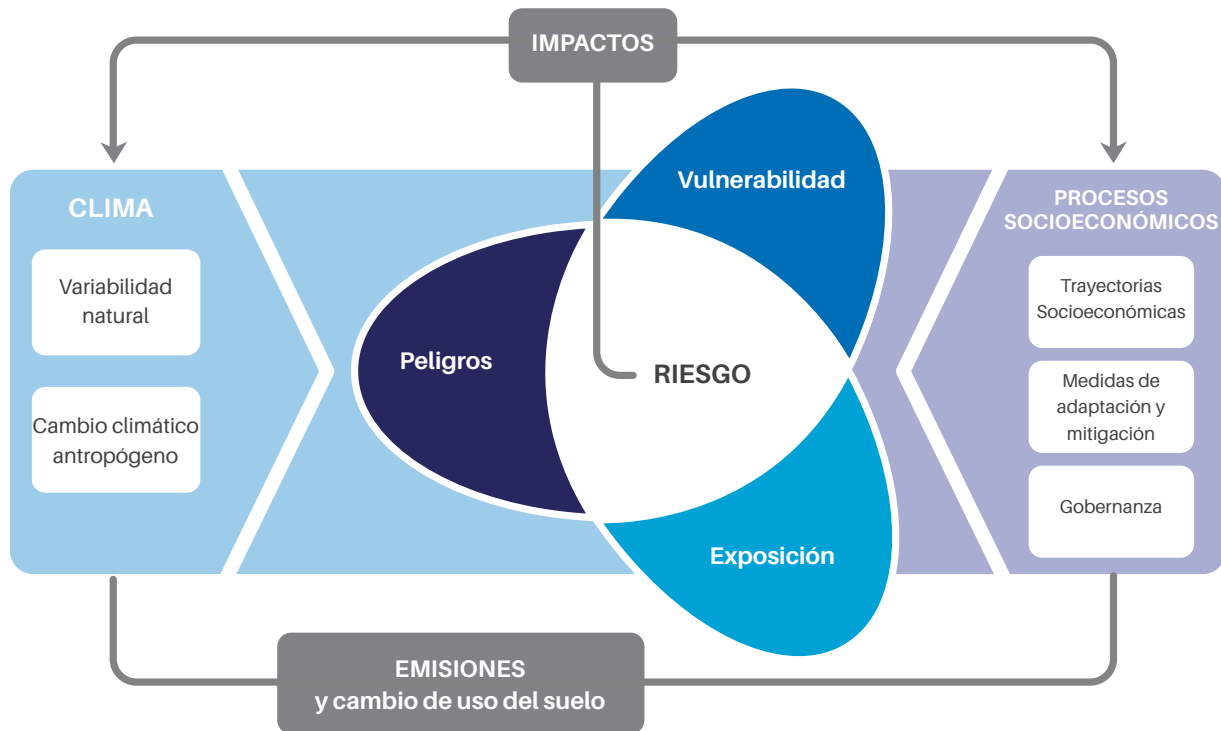 IMPACTOS
CLIMA
Variabilidad
natural
Cambio climático
antropógeno
Peligros
Vulnerabilidad
RIESGO
Exposición
PROCESOS
SOCIOECONÓMICOS
Trayectorias
Socioeconómicas
Medidas de
adaptación y
mitigación
Gobernanza
EMISIONES
y cambio de uso del suelo